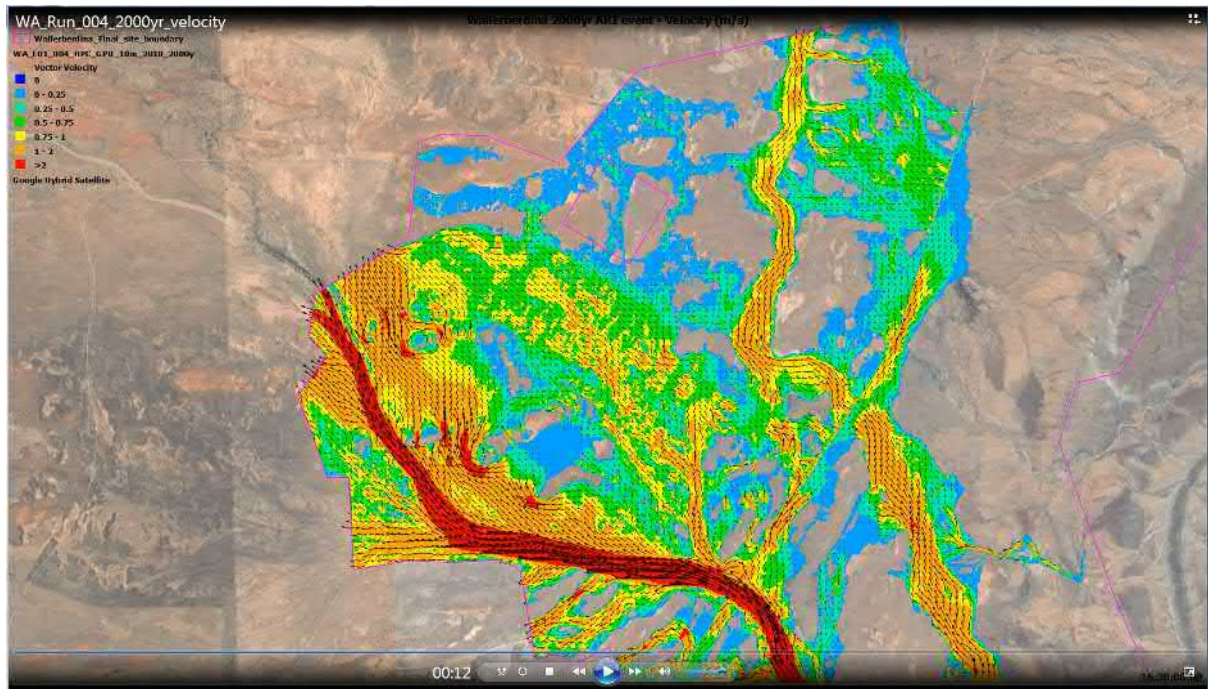 WA_Run_004_2000yr_velocity
Wallerberdina 2000yr ARI event - Velocity (m/s)
Wallerberdina_Final_site_boundary
2000y
Vector Velocity
0
0 - 0.25
0.25 - 0.5
0.5 - 0.75
0.75 - 1
1 - 2
>2
Google Hybrid Satellite
00:12